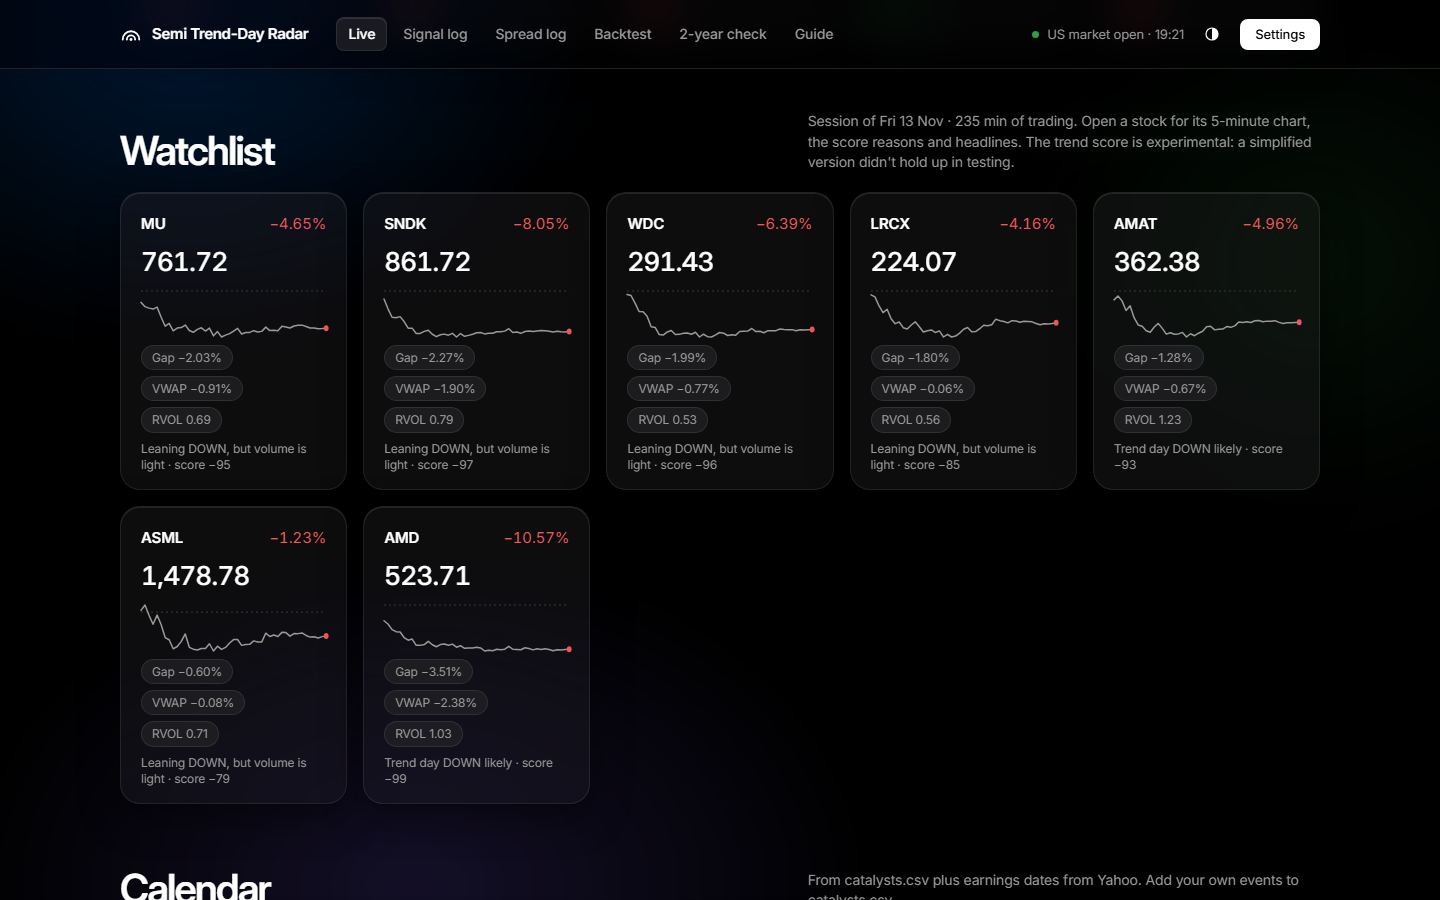 Semi Trend-Day Radar Live Signal log Spread log Backtest 2-year check Guide US market open · 19:21 Settings
Watchlist
Session of Fri 13 Nov · 235 min of trading. Open a stock for its 5-minute chart,
the score reasons and headlines. The trend score is experimental: a simplified
version didn't hold up in testing.
MU −4.65%
761.72
Gap −2.03%
VWAP −0.91%
RVOL 0.69
Leaning DOWN, but volume is
light · score −95
SNDK −8.05%
861.72
Gap −2.27%
VWAP −1.90%
RVOL 0.79
Leaning DOWN, but volume is
light · score −97
WDC −6.39%
291.43
Gap −1.99%
VWAP −0.77%
RVOL 0.53
Leaning DOWN, but volume is
light · score −96
LRCX −4.16%
224.07
Gap −1.80%
VWAP −0.06%
RVOL 0.56
Leaning DOWN, but volume is
light · score −85
AMAT −4.96%
362.38
Gap −1.28%
VWAP −0.67%
RVOL 1.23
Trend day DOWN likely · score
−93
ASML −1.23%
1,478.78
Gap −0.60%
VWAP −0.08%
RVOL 0.71
Leaning DOWN, but volume is
light · score −79
AMD −10.57%
523.71
Gap −3.51%
VWAP −2.38%
RVOL 1.03
Trend day DOWN likely · score
−99
Calendar
From catalysts.csv plus earnings dates from Yahoo. Add your own events to
catalysts.csv